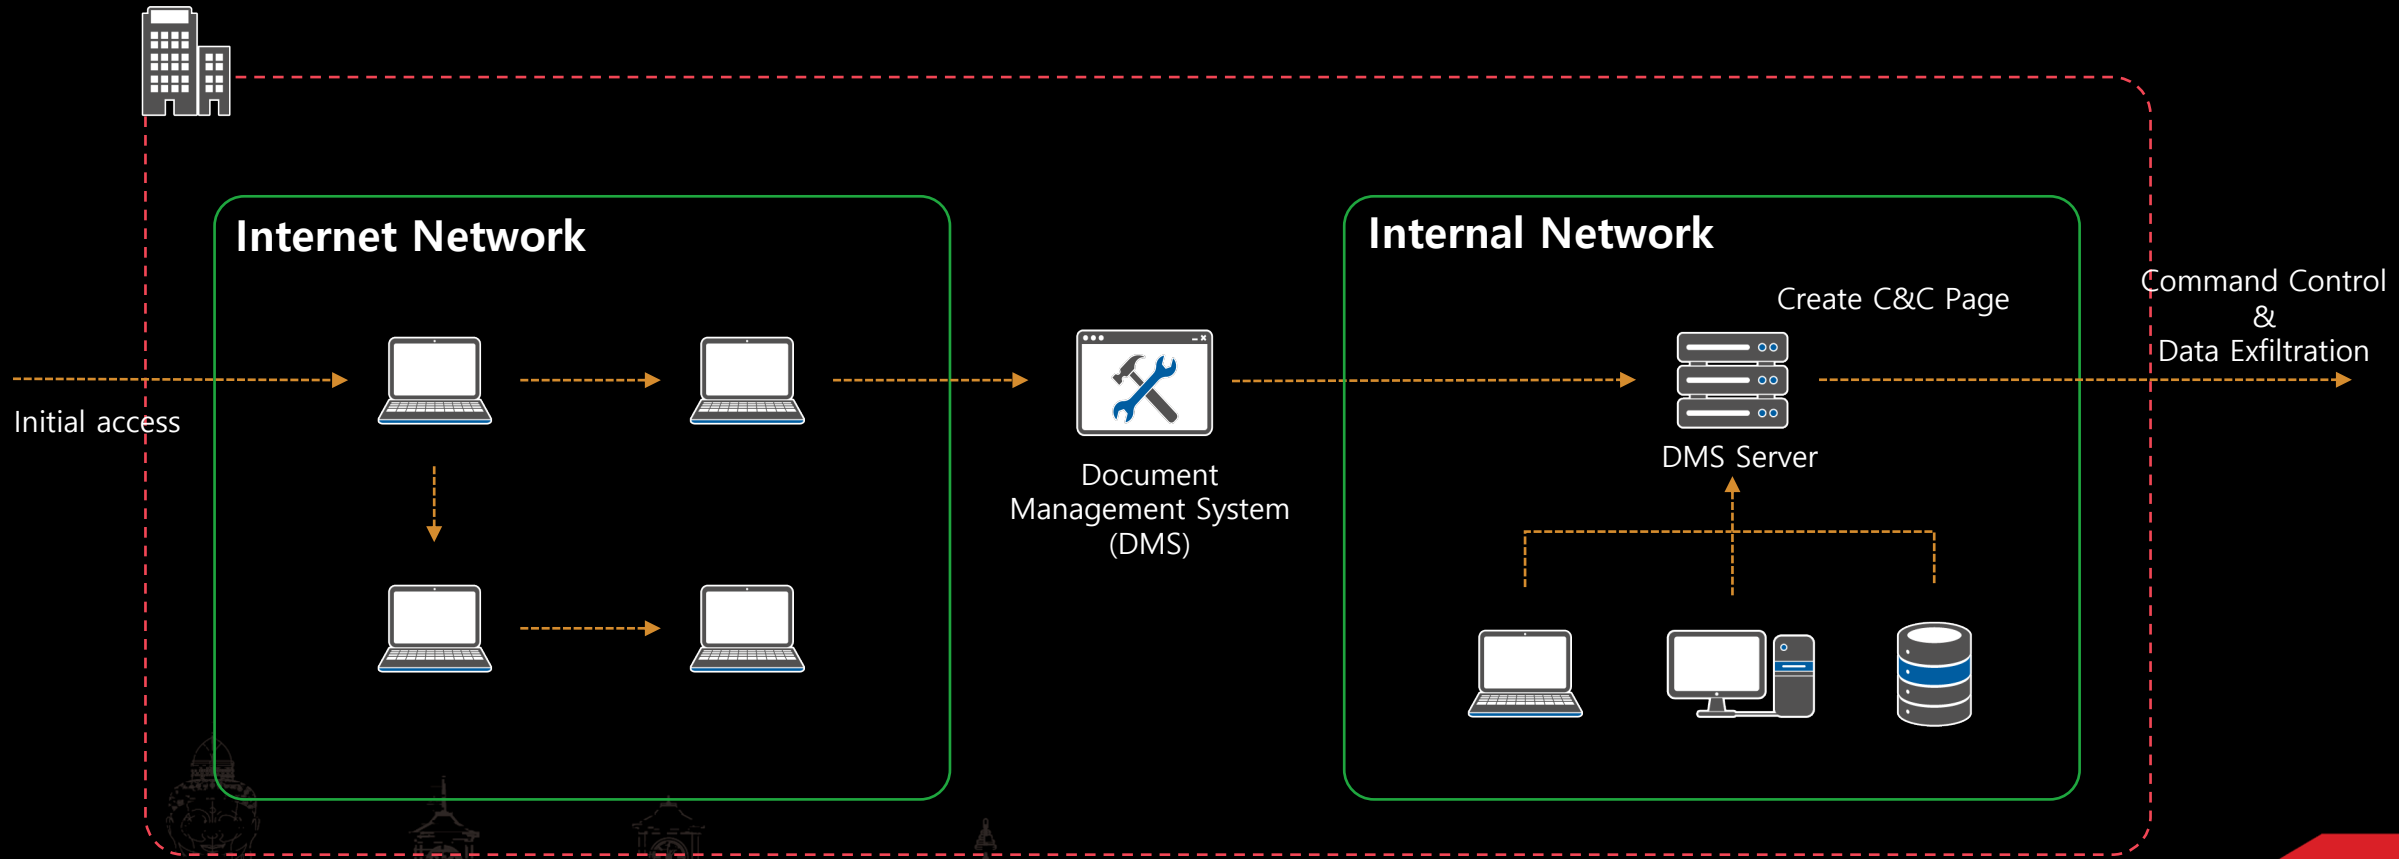 Internet Network
Internal Network
Create C&C Page
Command Control
&
Data Exfiltration
Initial access
DMS Server
Document
Management System
(DMS)